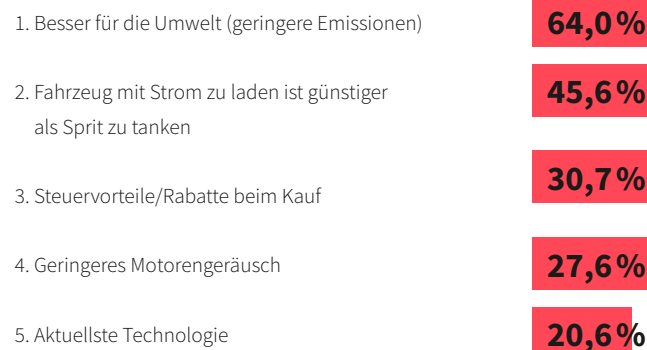 1. Besser für die Umwelt (geringere Emissionen) 64,0 %
2. Fahrzeug mit Strom zu laden ist günstiger 45,6 %
als Sprit zu tanken
3. Steuervorteile/Rabatte beim Kauf 30,7 %
4. Geringeres Motorengeräusch 27,6 %
5. Aktuellste Technologie 20,6 %